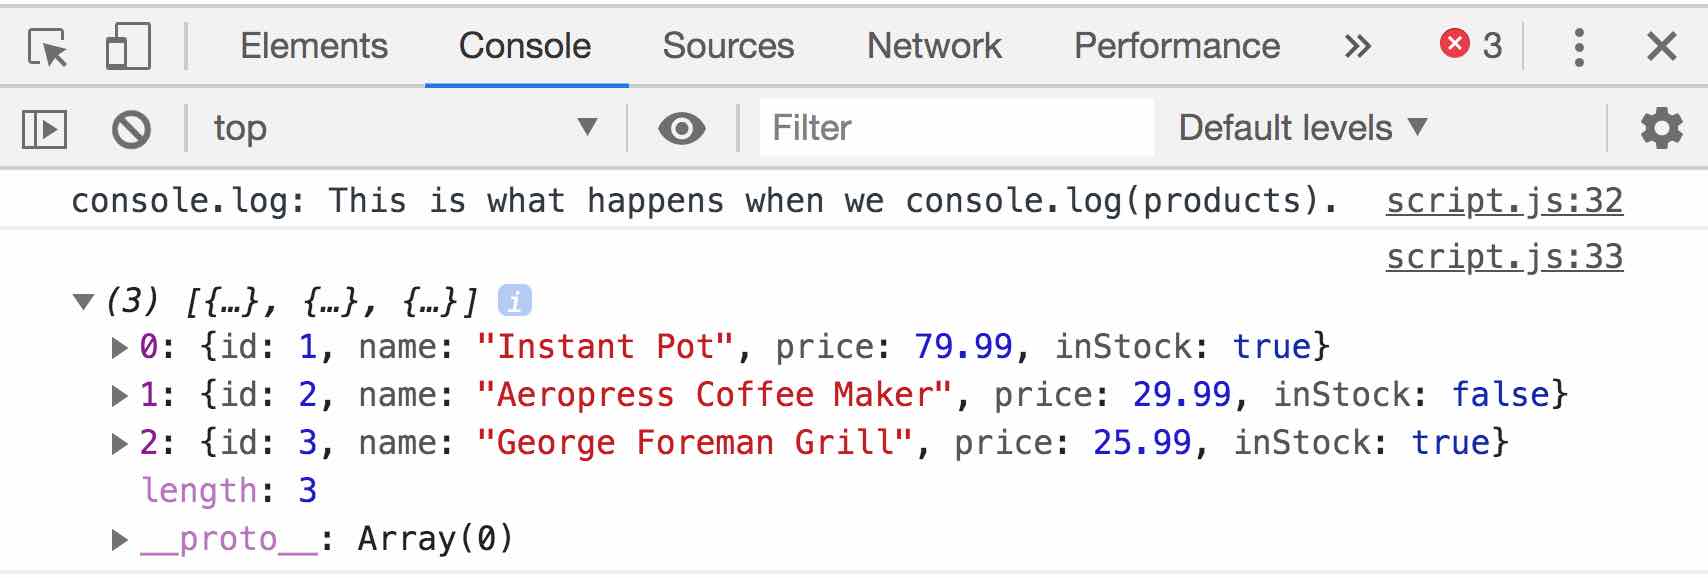 Elements Console Sources Network Performance » 3
top Filter Default levels
console.log: This is what happens when we console.log(products). script.js:32
script.js:33
(3) [{…}, {…}, {…}] i
0: {id: 1, name: "Instant Pot", price: 79.99, inStock: true}
1: {id: 2, name: "Aeropress Coffee Maker", price: 29.99, inStock: false}
2: {id: 3, name: "George Foreman Grill", price: 25.99, inStock: true}
length: 3
__proto__: Array(0)